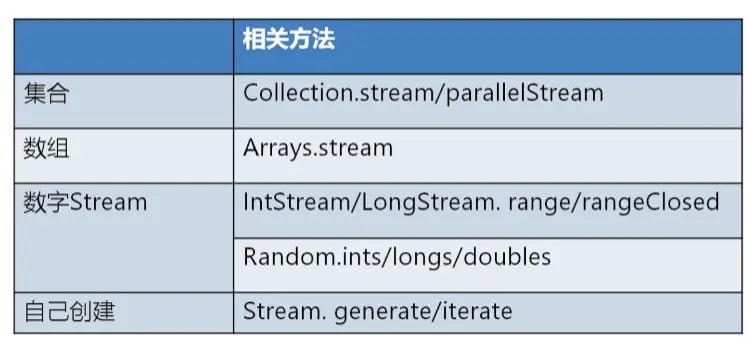 相关方法
集合 Collection.stream/parallelStream
数组 Arrays.stream
数字Stream IntStream/LongStream. range/rangeClosed
Random.ints/longs/doubles
自己创建 Stream. generate/iterate